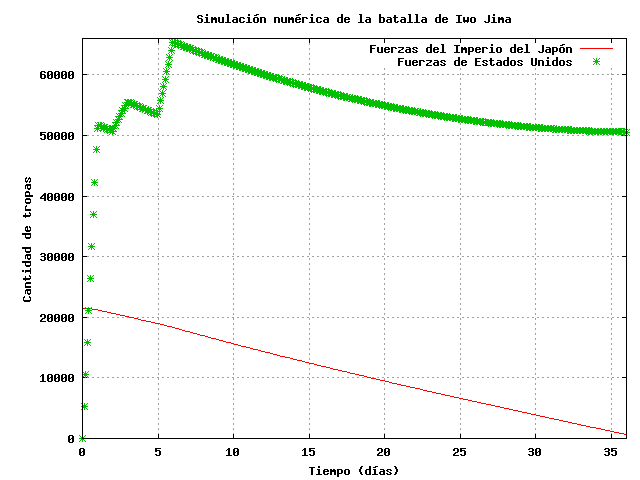 Simulación numérica de la batalla de Iwo Jima
Fuerzas del Imperio del Japón
Fuerzas de Estados Unidos
Cantidad de tropas
60000
50000
40000
30000
20000
10000
0
0 5 10 15 20 25 30 35
Tiempo (días)